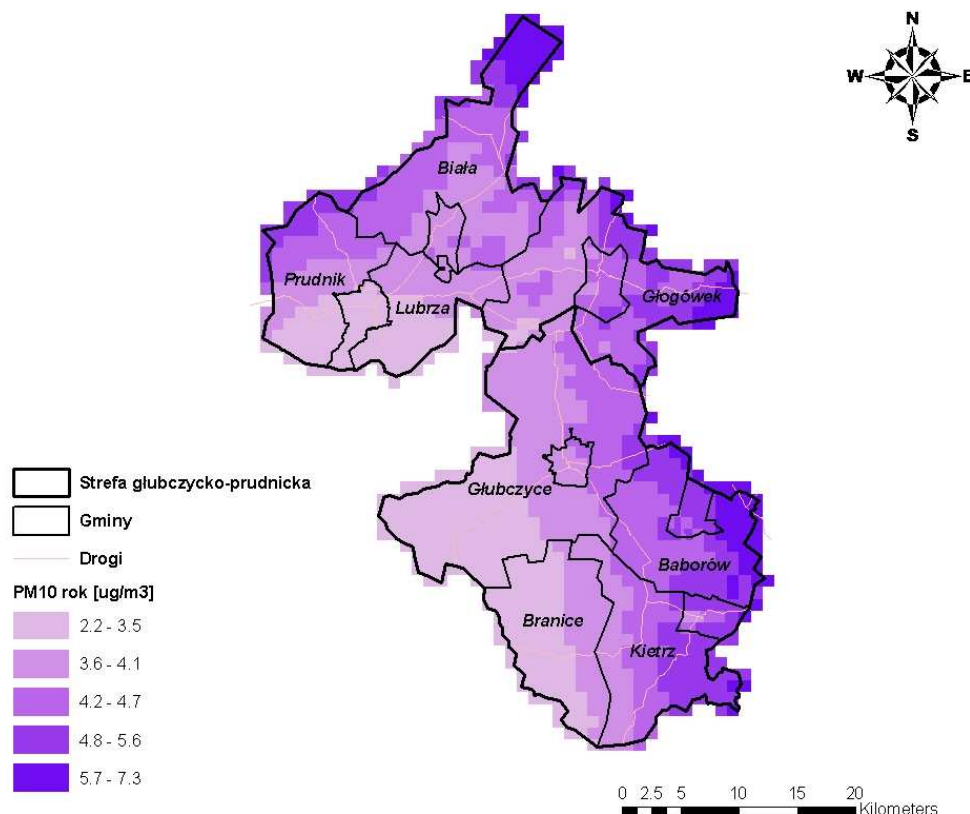 N
W E
S
Biała
Prudnik
Lubrza
Głogówek
Głubczyce
Baborów
Branice
Kietrz
Strefa głubczycko-prudnicka
Gminy
Drogi
PM10 rok [ug/m3]
2.2 - 3.5
3.6 - 4.1
4.2 - 4.7
4.8 - 5.6
5.7 - 7.3
0 2.5 5 10 15 20
Kilometers